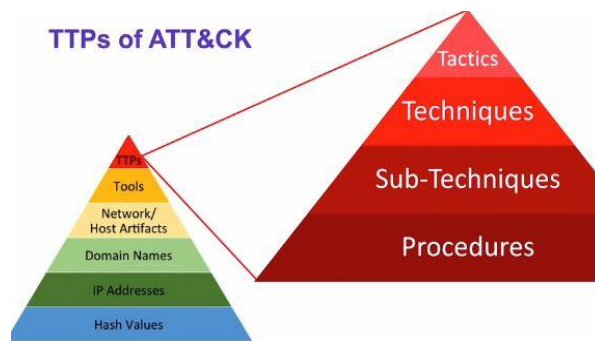 TTPs of ATT&CK
TTPs
Tools
Network/
Host Artifacts
Domain Names
IP Addresses
Hash Values
Tactics
Techniques
Sub-Techniques
Procedures